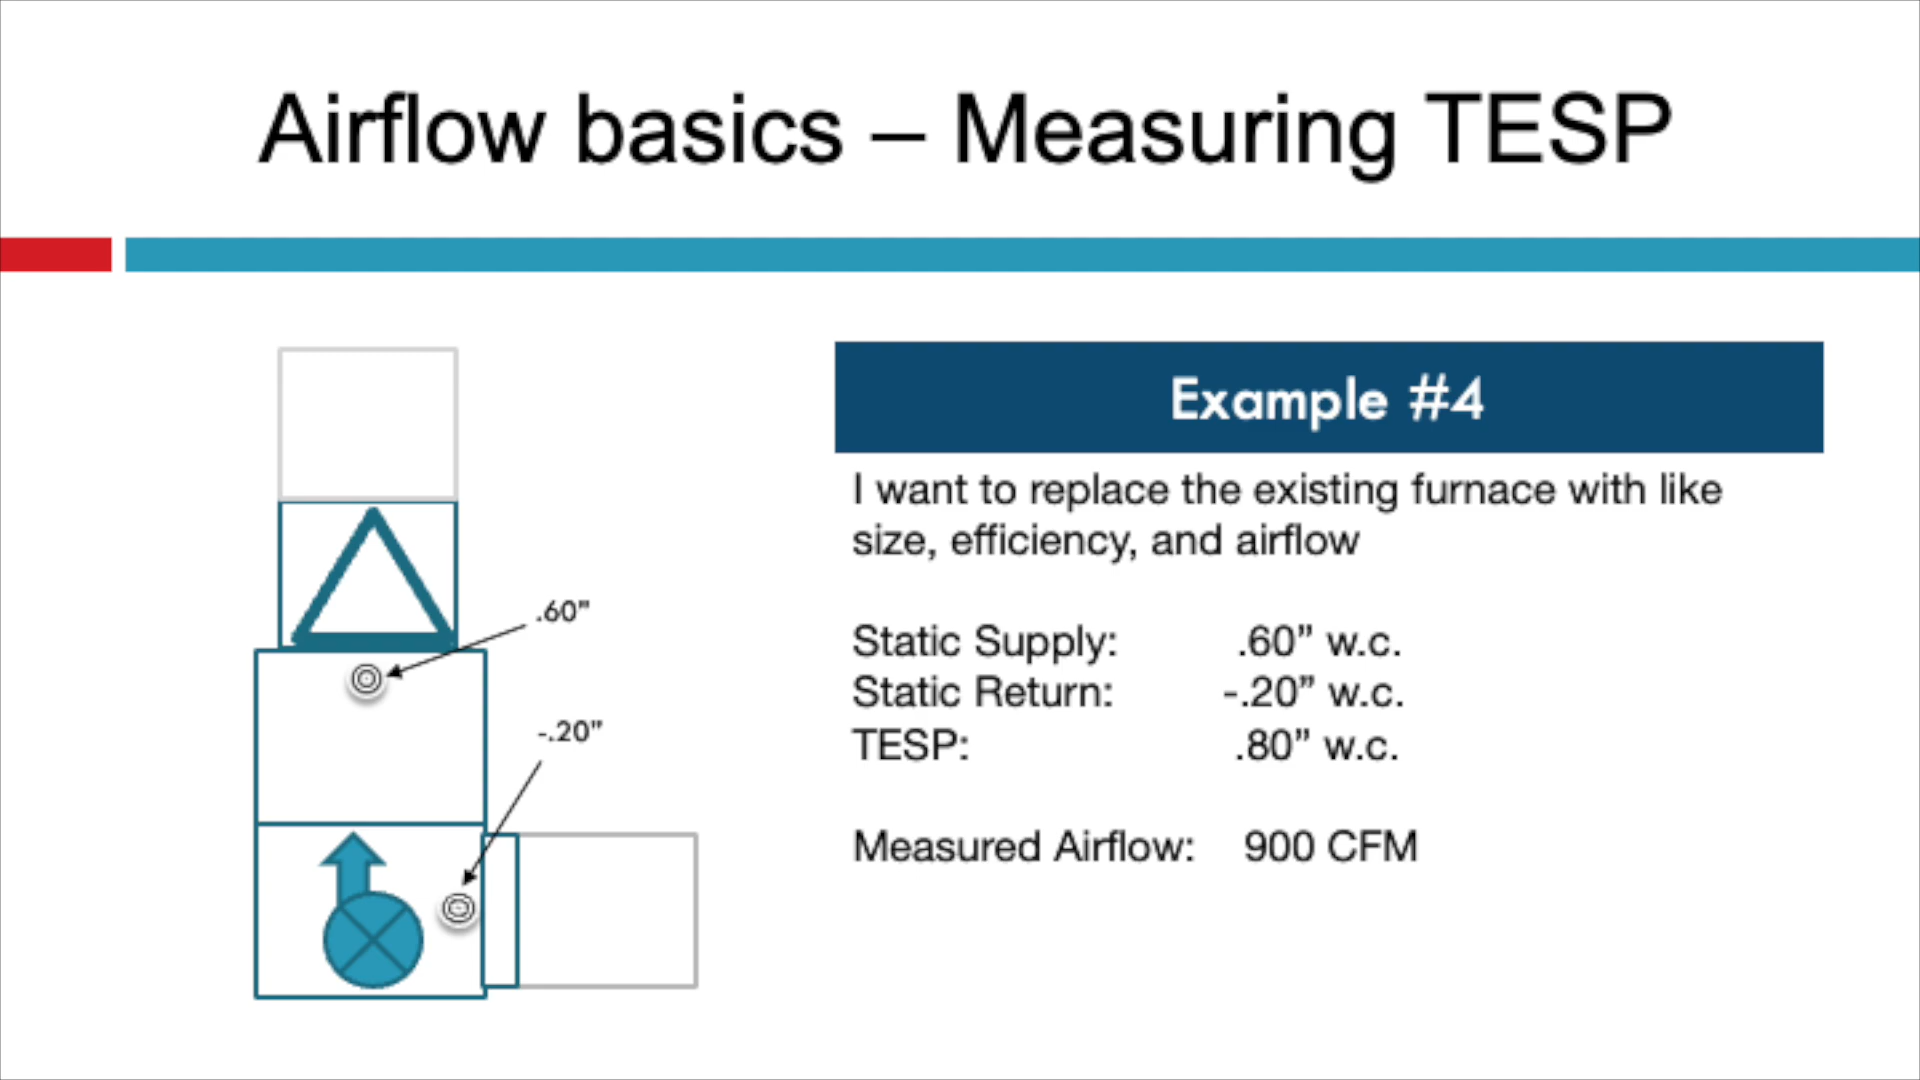 Airflow basics – Measuring TESP
Example #4
I want to replace the existing furnace with like
size, efficiency, and airflow
Static Supply: .60” w.c.
Static Return: -.20” w.c.
TESP: .80” w.c.
Measured Airflow: 900 CFM
.60”
-.20”